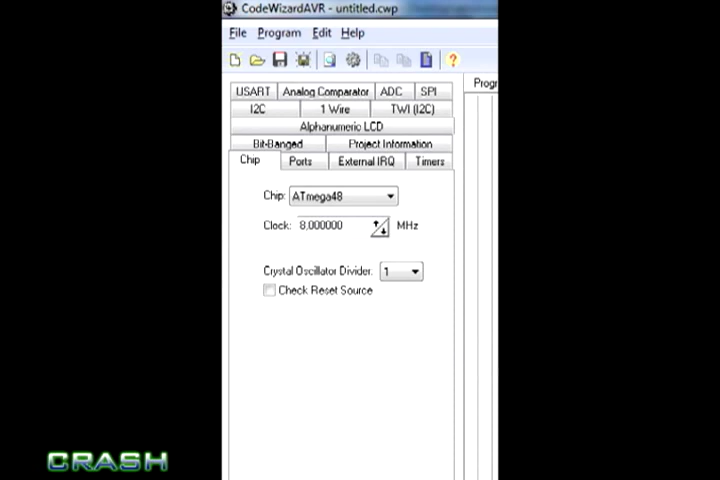 CodeWizardAVR - untitled.cwp
File Program Edit Help
USART Analog Comparator ADC SPI
I2C 1 Wire TWI (I2C)
Alphanumeric LCD
Bit-Banged Project Information
Chip Ports External IRQ Timers
Progr
Chip: ATmega48
Clock: 8,000000 MHz
Crystal Oscillator Divider: 1
Check Reset Source
CRASH